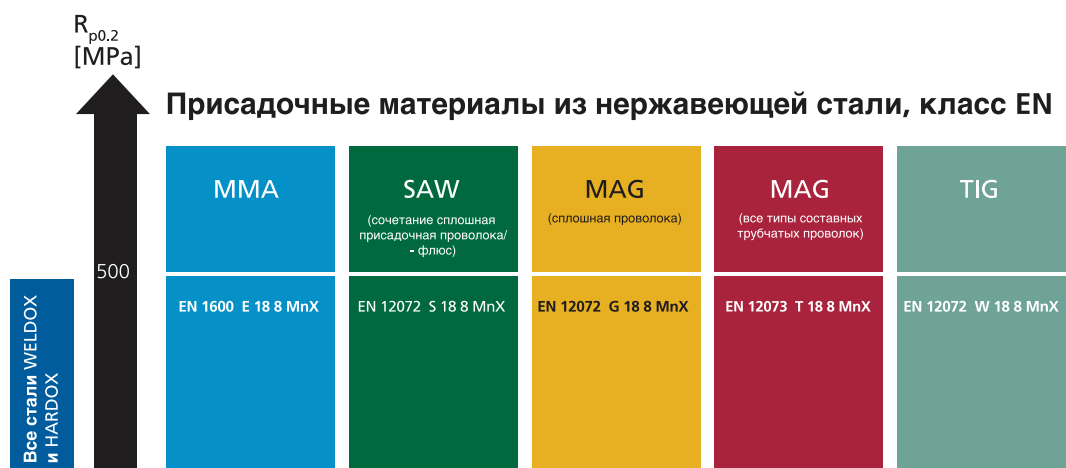 Rp0.2
[MPa]
Присадочные материалы из нержавеющей стали, класс EN
MMA
SAW
(сочетание сплошная
присадочная проволока/
- флюс)
MAG
(сплошная проволока)
MAG
(все типы составных
трубчатых проволок)
TIG
500
EN 1600 E 18 8 MnX
EN 12072 S 18 8 MnX
EN 12072 G 18 8 MnX
EN 12073 T 18 8 MnX
EN 12072 W 18 8 MnX
Все стали WELDOX
и HARDOX